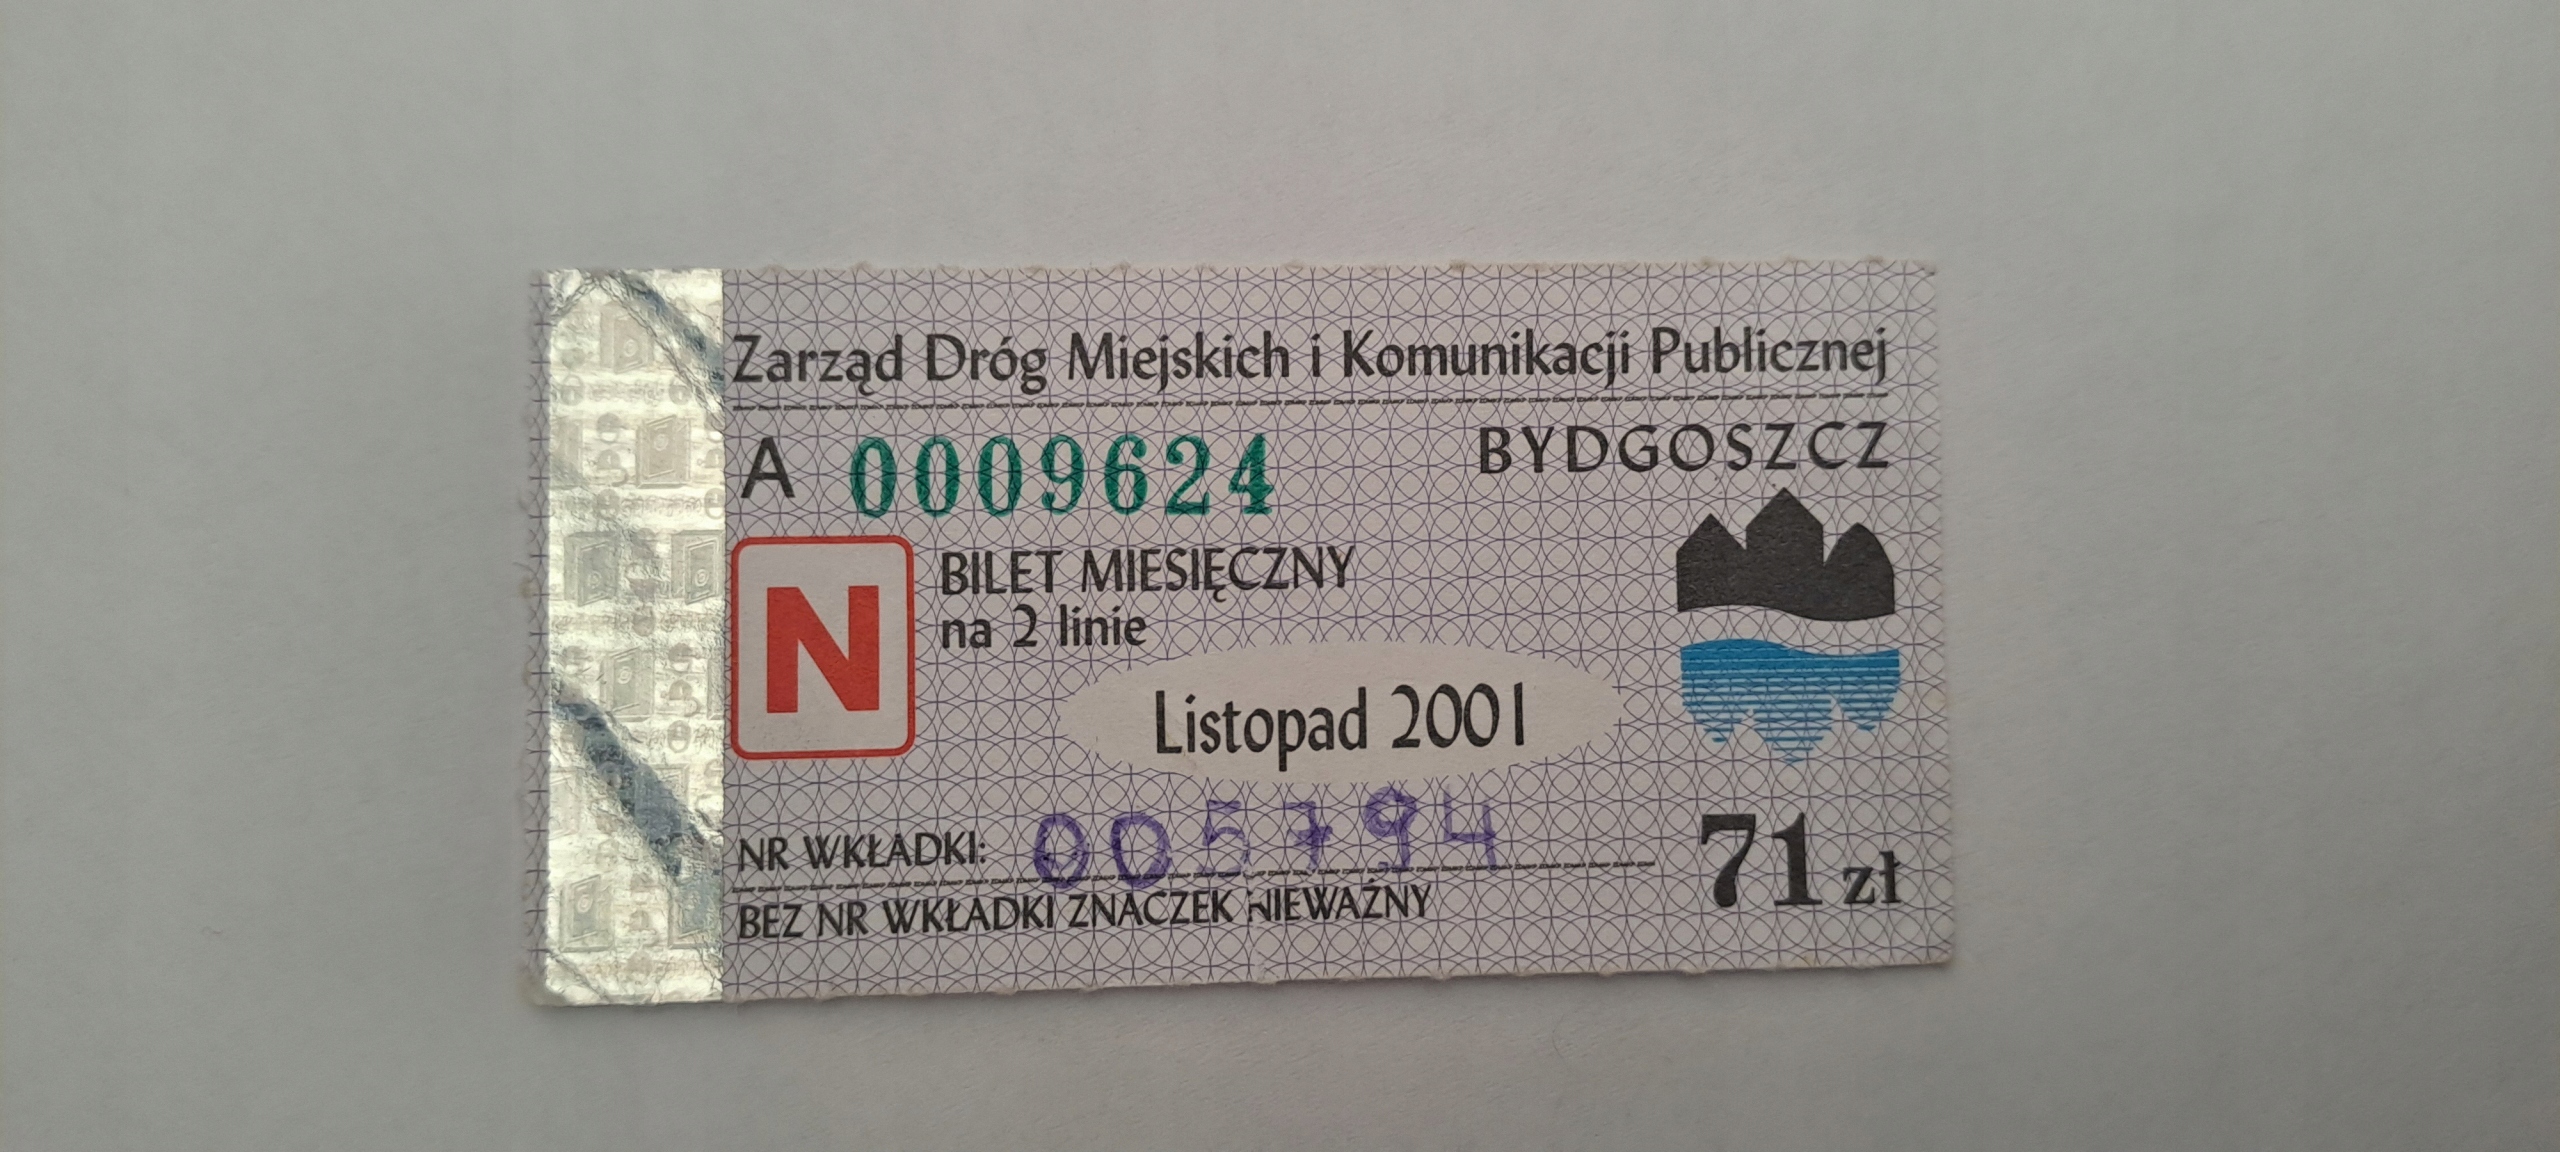 Zarząd Dróg Miejskich i Komunikacji Publicznej
A 0009624
BYDGOSZCZ
N
BILET MIESIĘCZNY
na 2 linie
Listopad 2001
NR WKŁADKI: 005794
71 zł
BEZ NR WKŁADKI ZNACZEK NIEWAŻNY